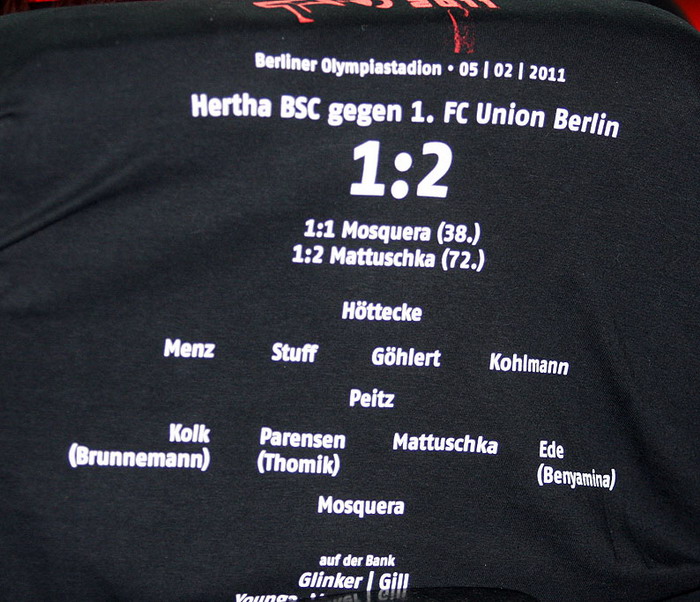 2011
Berliner Olympiastadion • 05 | 02 | 2011
Hertha BSC gegen 1. FC Union Berlin
1:2
1:1 Mosquera (38.)
1:2 Mattuschka (72.)
Höttecke
Menz Stuff Göhlert Kohlmann
Peitz
Kolk Parensen Mattuschka Ede
(Brunnemann) (Thomik) (Benyamina)
Mosquera
auf der Bank
Glinker | Gill